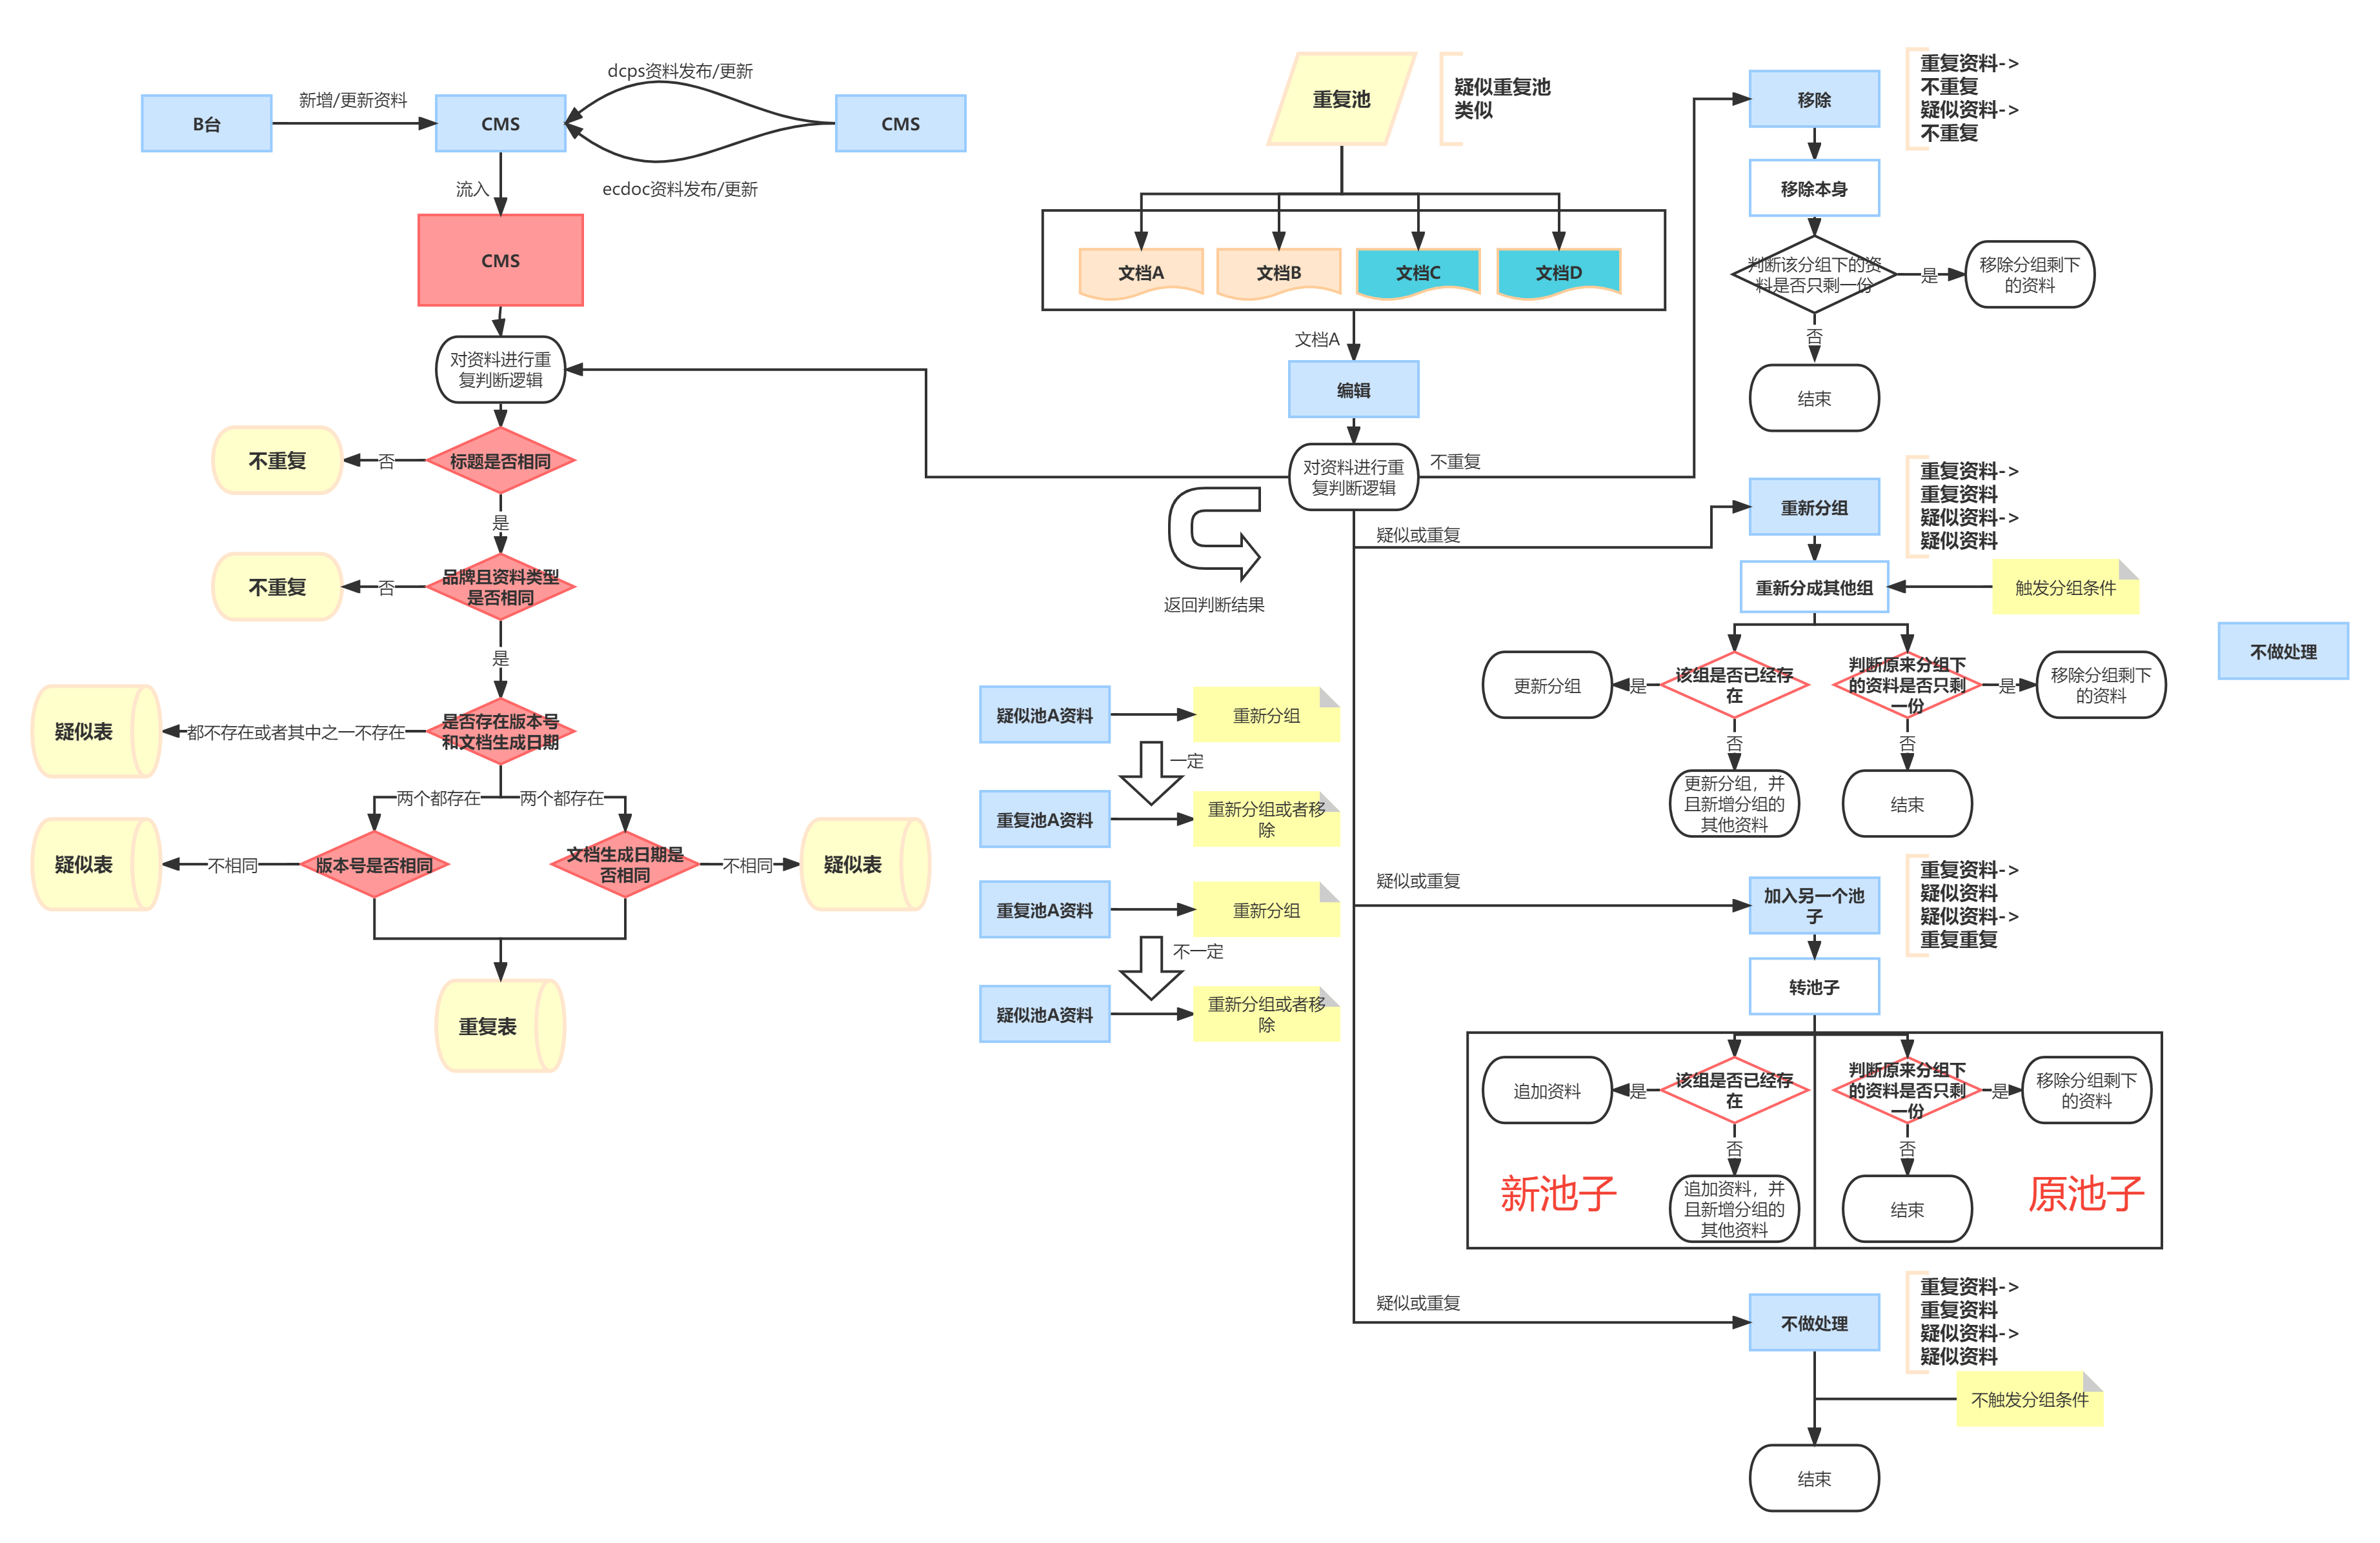 B台
新增/更新资料
CMS
dcps资料发布/更新
ecdoc资料发布/更新
CMS
流入
CMS
对资料进行重
复判断逻辑
标题是否相同
否
不重复
是
品牌且资料类型
是否相同
否
不重复
是
是否存在版本号
和文档生成日期
都不存在或者其中之一不存在
疑似表
两个都存在
两个都存在
版本号是否相同
不相同
疑似表
文档生成日期是
否相同
不相同
疑似表
重复表
重复池
疑似重复池
类似
文档A
文档B
文档C
文档D
文档A
编辑
对资料进行重
复判断逻辑
不重复
返回判断结果
疑似或重复
疑似池A资料
重新分组
一定
重复池A资料
重新分组或者移
除
重复池A资料
重新分组
不一定
疑似池A资料
重新分组或者移
除
疑似或重复
疑似或重复
移除
重复资料->
不重复
疑似资料->
不重复
移除本身
判断该分组下的资
料是否只剩一份
是
移除分组剩下
的资料
否
结束
重新分组
重复资料->
重复资料
疑似资料->
疑似资料
重新分成其他组
触发分组条件
该组是否已经存
在
是
更新分组
否
更新分组，并
且新增分组的
其他资料
判断原来分组下
的资料是否只剩
一份
是
移除分组剩下
的资料
否
结束
不做处理
加入另一个池
子
重复资料->
疑似资料
疑似资料->
重复重复
转池子
该组是否已经存
在
是
追加资料
否
追加资料，并
且新增分组的
其他资料
新池子
判断原来分组下
的资料是否只剩
一份
是
移除分组剩下
的资料
否
结束
原池子
不做处理
重复资料->
重复资料
疑似资料->
疑似资料
不触发分组条件
结束